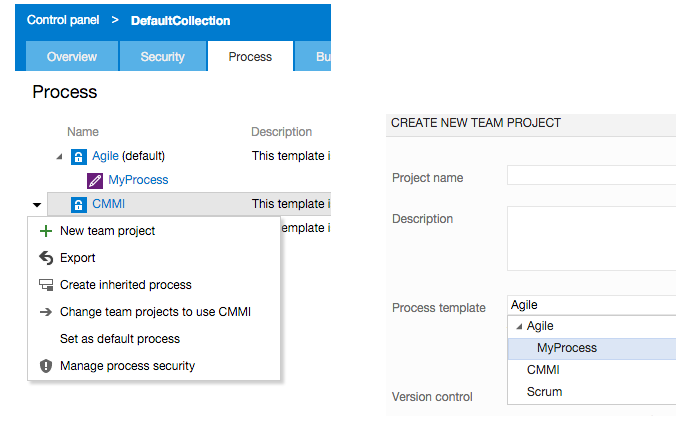 Control panel > DefaultCollection
Overview Security Process Bu
Process
Name Description
Agile (default) This template i
MyProcess
CMMI This template i
New team project his template i
Export
Create inherited process
Change team projects to use CMMI
Set as default process
Manage process security
CREATE NEW TEAM PROJECT
Project name
Description
Process template Agile
Agile
MyProcess
CMMI
Scrum
Version control